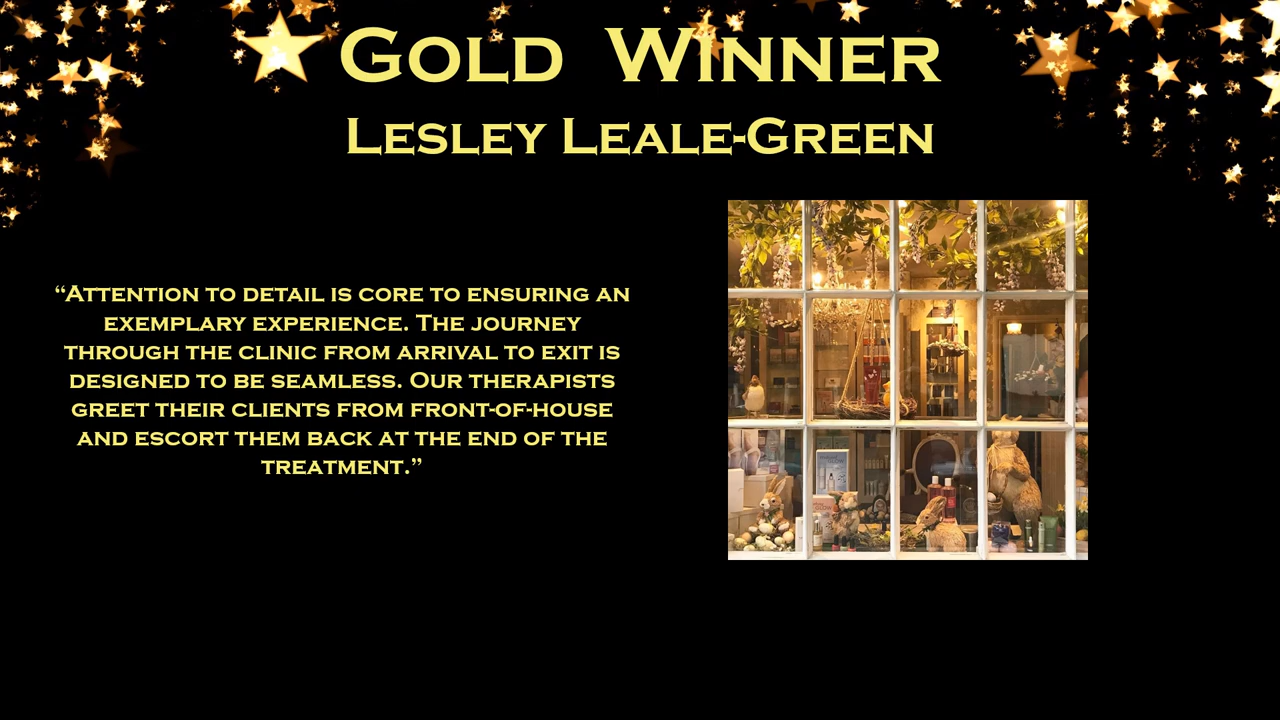 Gold Winner
Lesley Leale-Green
“Attention to detail is core to ensuring an
exemplary experience. The journey
through the clinic from arrival to exit is
designed to be seamless. Our therapists
greet their clients from front-of-house
and escort them back at the end of the
treatment.”